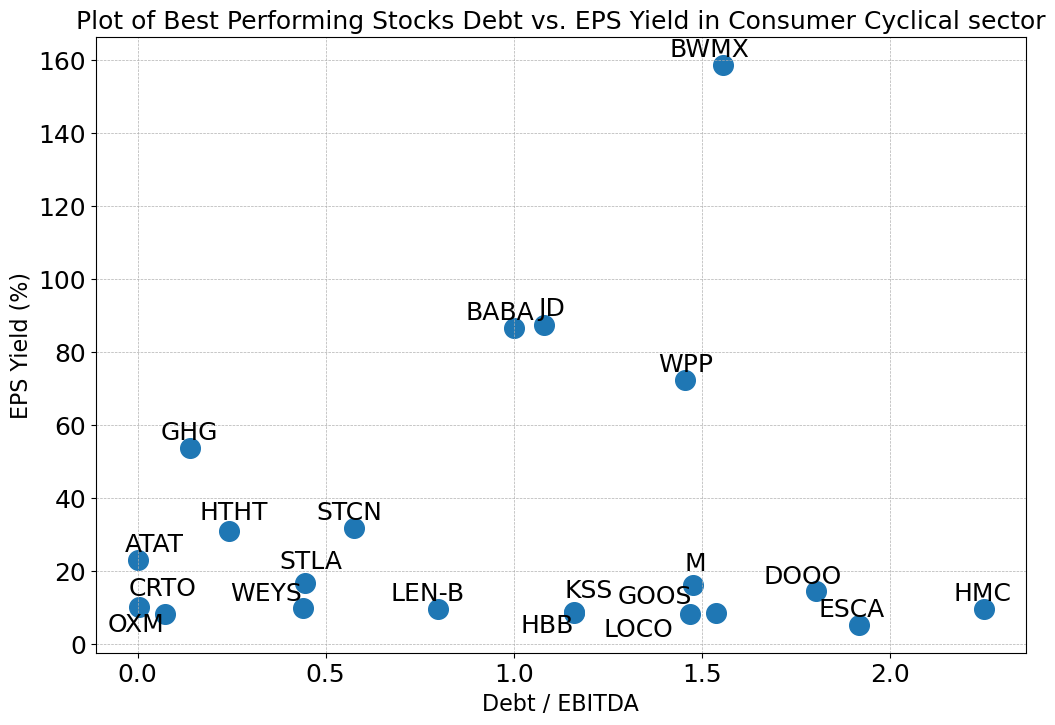 Plot of Best Performing Stocks Debt vs. EPS Yield in Consumer Cyclical sector
BWMX
160
140
120
100
BABA
JD
80
WPP
60
GHG
40
HTHT
STCN
ATAT
STLA
M
20
CRTO
WEYS
LEN-B
KSS
GOOS
DOOO
HMC
ESCA
OXM
HBB
LOCO
0
EPS Yield (%)
0.0 0.5 1.0 1.5 2.0
Debt / EBITDA